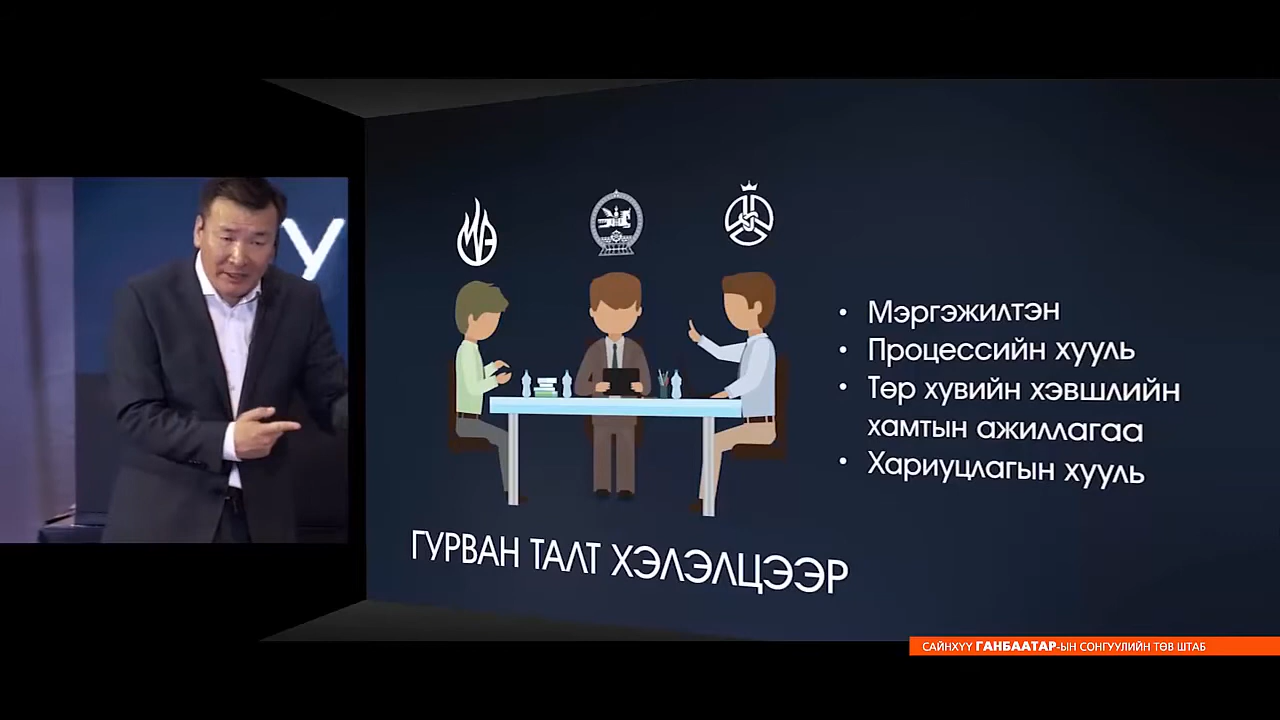 У
МҮЭ
• Мэргэжилтэн
• Процессийн хууль
• Төр хувийн хэвшлийн
хамтын ажиллагаа
• Хариуцлагын хууль
ГУРВАН ТАЛТ ХЭЛЭЛЦЭЭР
САЙНХҮҮ ГАНБААТАР-ЫН СОНГУУЛИЙН ТӨВ ШТАБ